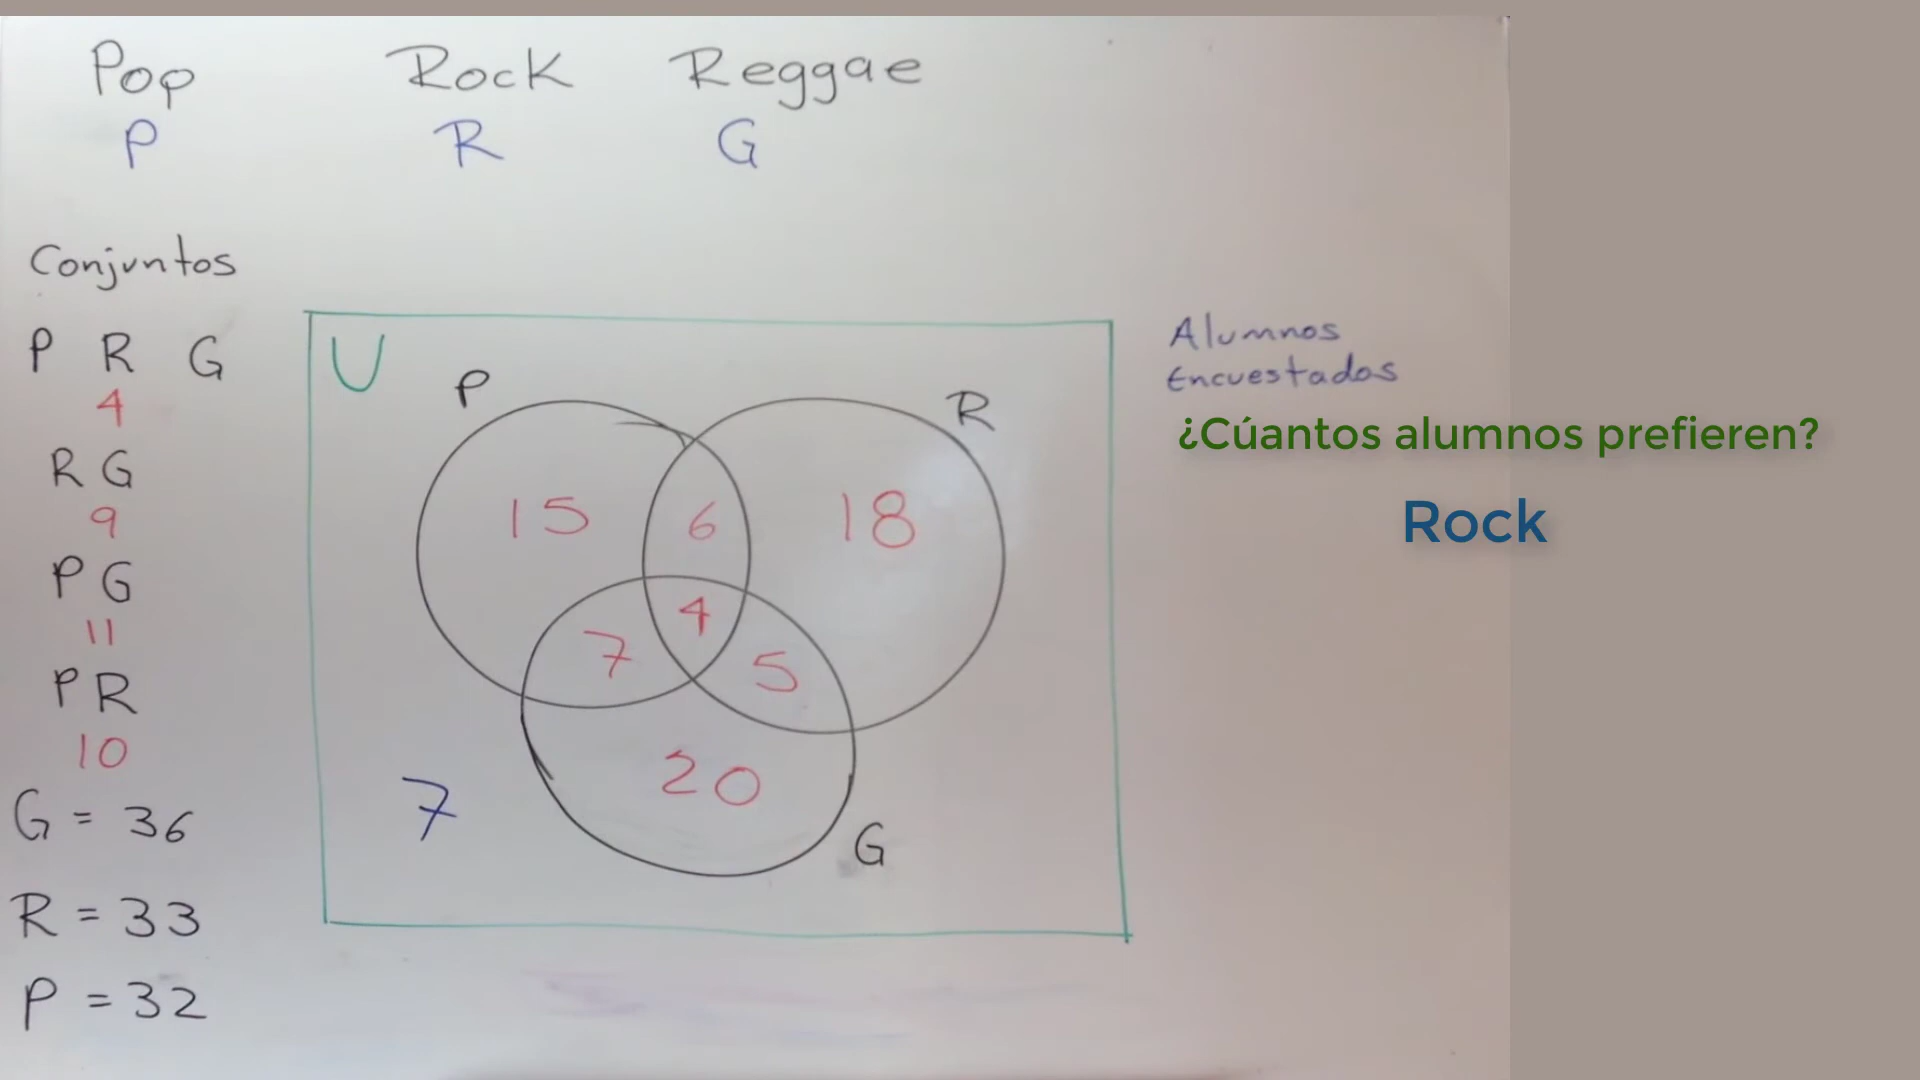 Pop Rock Reggae
P R G
Conjuntos
P R G
4
R G
9
P G
11
P R
10
G = 36
R = 33
P = 32
U
P
R
15 6 18
4
7 5
20
7
G
Alumnos
Encuestados
¿Cúantos alumnos prefieren?
Rock